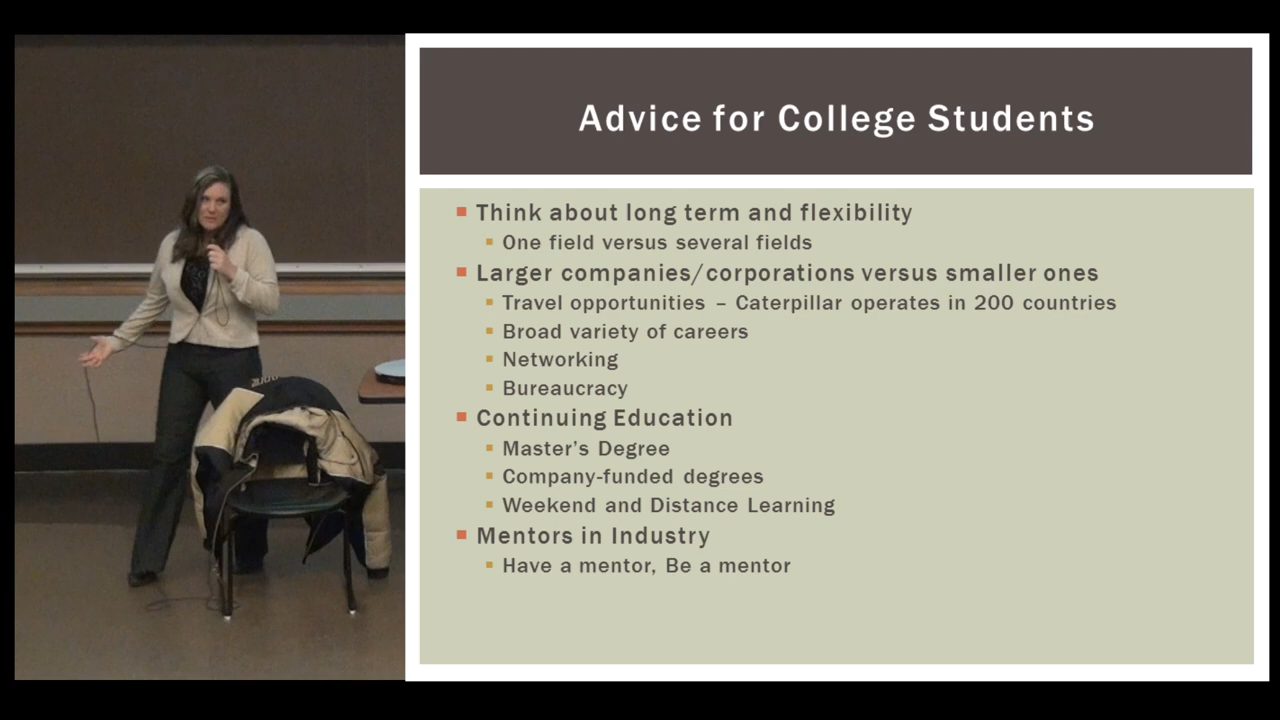 Advice for College Students
Think about long term and flexibility
One field versus several fields
Larger companies/corporations versus smaller ones
Travel opportunities – Caterpillar operates in 200 countries
Broad variety of careers
Networking
Bureaucracy
Continuing Education
Master’s Degree
Company-funded degrees
Weekend and Distance Learning
Mentors in Industry
Have a mentor, Be a mentor